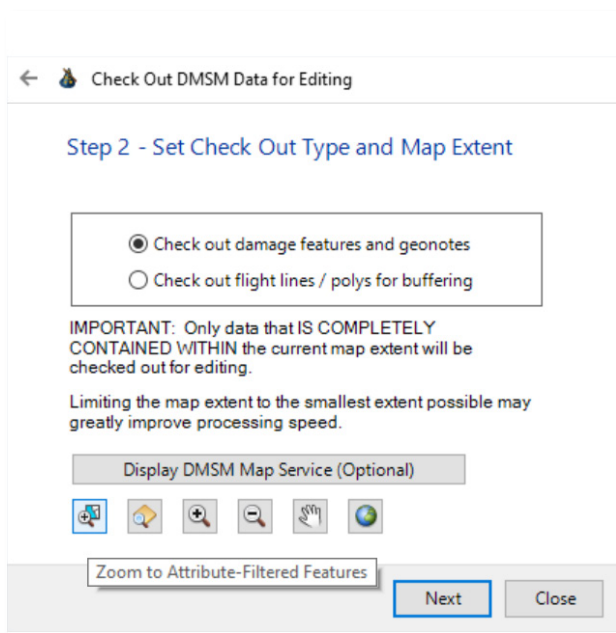 Check Out DMSM Data for Editing
Step 2 - Set Check Out Type and Map Extent
Check out damage features and geonotes
Check out flight lines / polys for buffering
IMPORTANT:  Only data that IS COMPLETELY
CONTAINED WITHIN the current map extent will be
checked out for editing.
Limiting the map extent to the smallest extent possible may
greatly improve processing speed.
Display DMSM Map Service (Optional)
Zoom to Attribute-Filtered Features
Next
Close